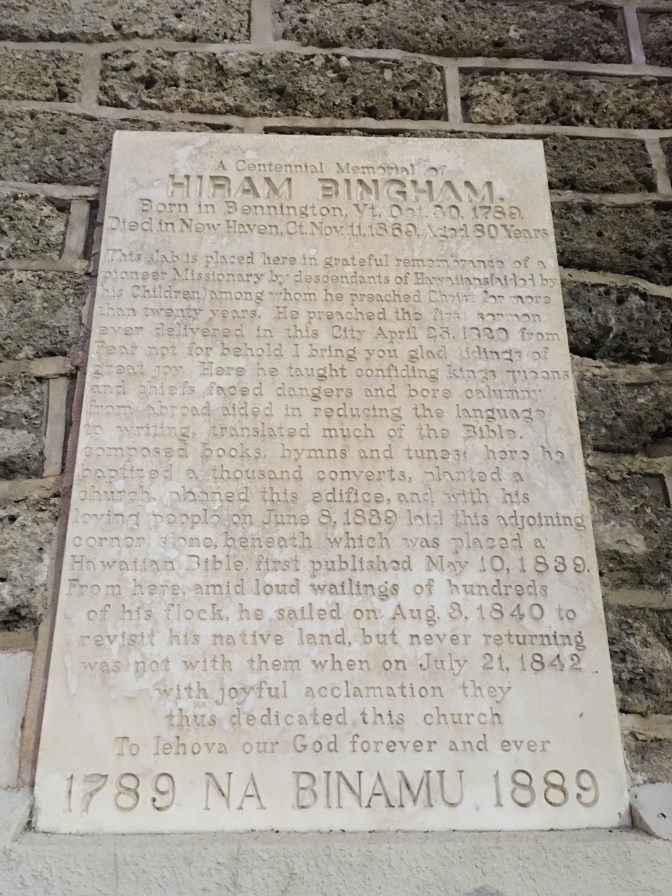 A Centennial Memorial of
HIRAM BINGHAM.
Born in Bennington, Vt. Oct. 30. 1789.
Died in New Haven, Ct. Nov. 11. 1869. Aged 80 Years.
This slab is placed here in grateful remembrance of a
pioneer Missionary by descendants of Hawaiians(aided by
his Children) among whom he preached Christ for more
than twenty years. He preached the first sermon
ever delivered in this City April 25, 1820 from
Fear not for behold I bring you glad tidings of
great joy. Here he taught confiding kings queens
and chiefs faced dangers and bore calumny
from abroad aided in reducing the language
to writing, translated much of the Bible.
composed books, hymns and tunes; here he
baptized a thousand converts, planted a
church, planned this edifice, and with his
loving people on June 8, 1839 laid this adjoining
corner stone, beneath which was placed a
Hawaiian Bible. first published May 10, 1839.
From here, amid loud wailings of hundreds
of his flock, he sailed on Aug. 3, 1840 to
revisit his native land, but never returning
was not with them when on July 21, 1842
with joyful acclamation they
thus dedicated this church
To Iehova our God forever and ever
1789 NA BINAMU 1889